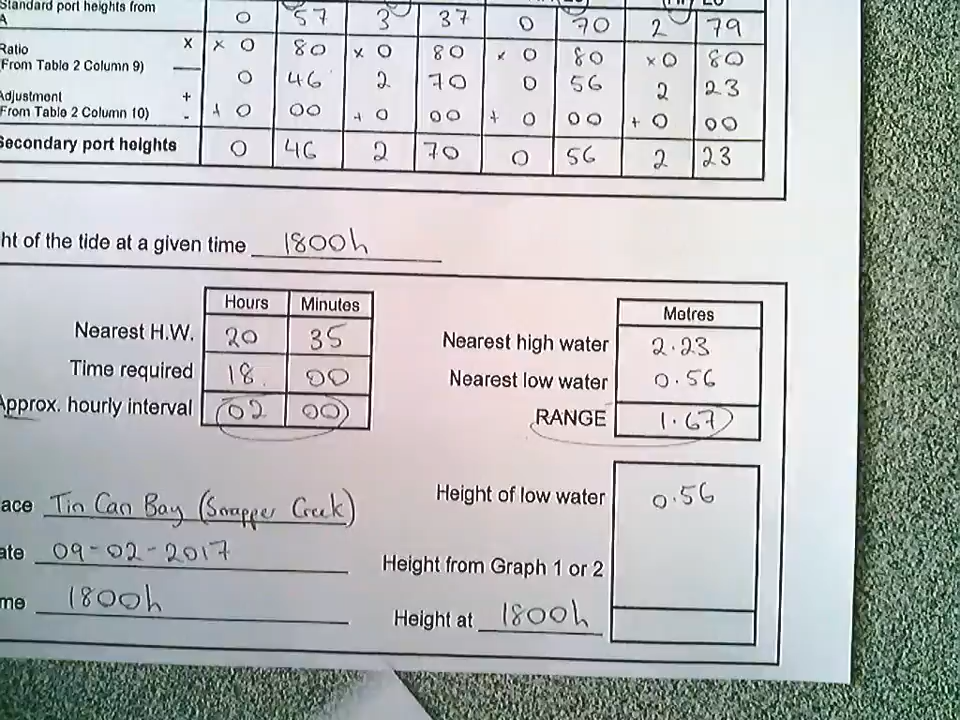 Standard port heights from
A 0 57 3 37 0 70 2 79
Ratio x x 0 80 x 0 80 x 0 80 x 0 80
(From Table 2 Column 9) 0 46 2 70 0 56 2 23
Adjustment +
(From Table 2 Column 10) - + 0 00 + 0 00 + 0 00 + 0 00
Secondary port heights 0 46 2 70 0 56 2 23
ht of the tide at a given time 1800h
Hours Minutes
Nearest H.W. 20 35
Time required 18 00
Approx. hourly interval 02 00
Metres
Nearest high water 2.23
Nearest low water 0.56
RANGE 1.67
ace Tin Can Bay (Snapper Creek)
ate 09-02-2017
me 1800h
Height of low water 0.56
Height from Graph 1 or 2
Height at 1800h